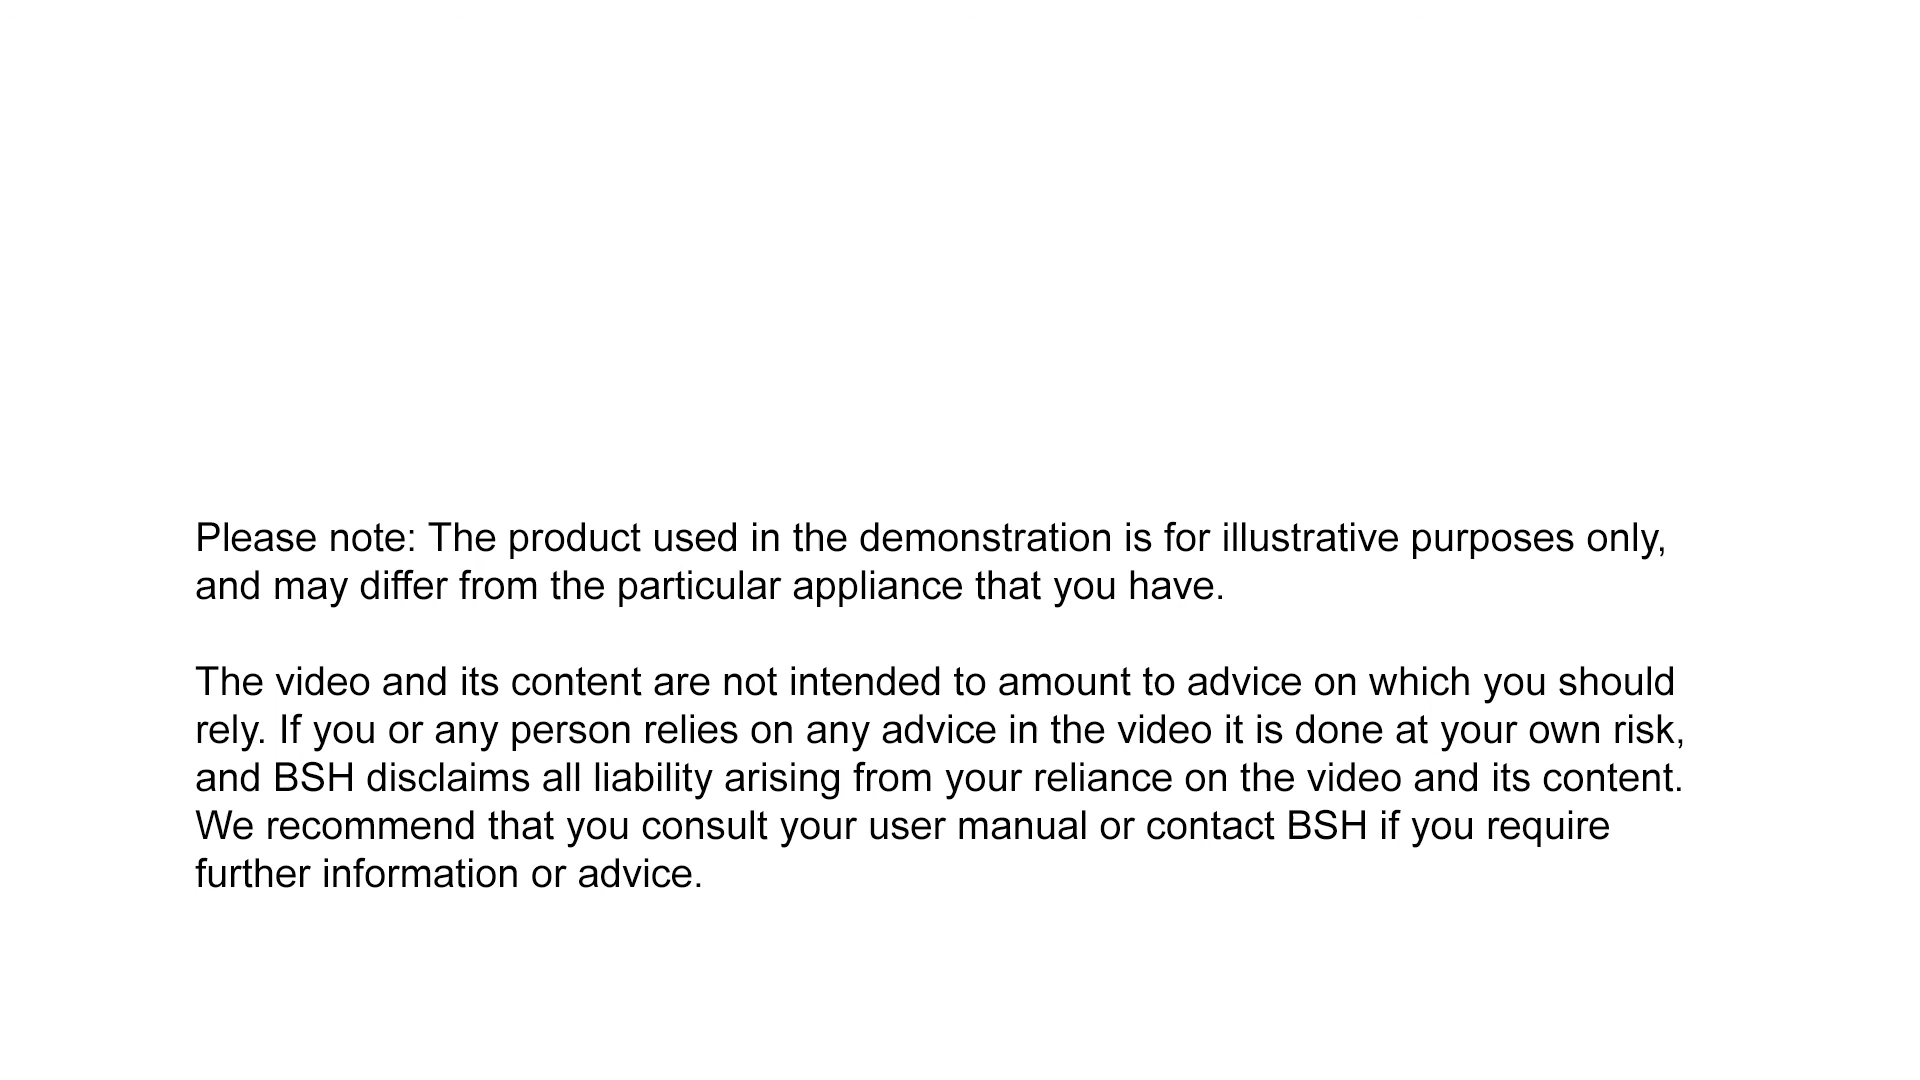 Please note: The product used in the demonstration is for illustrative purposes only,
and may differ from the particular appliance that you have.
The video and its content are not intended to amount to advice on which you should
rely. If you or any person relies on any advice in the video it is done at your own risk,
and BSH disclaims all liability arising from your reliance on the video and its content.
We recommend that you consult your user manual or contact BSH if you require
further information or advice.